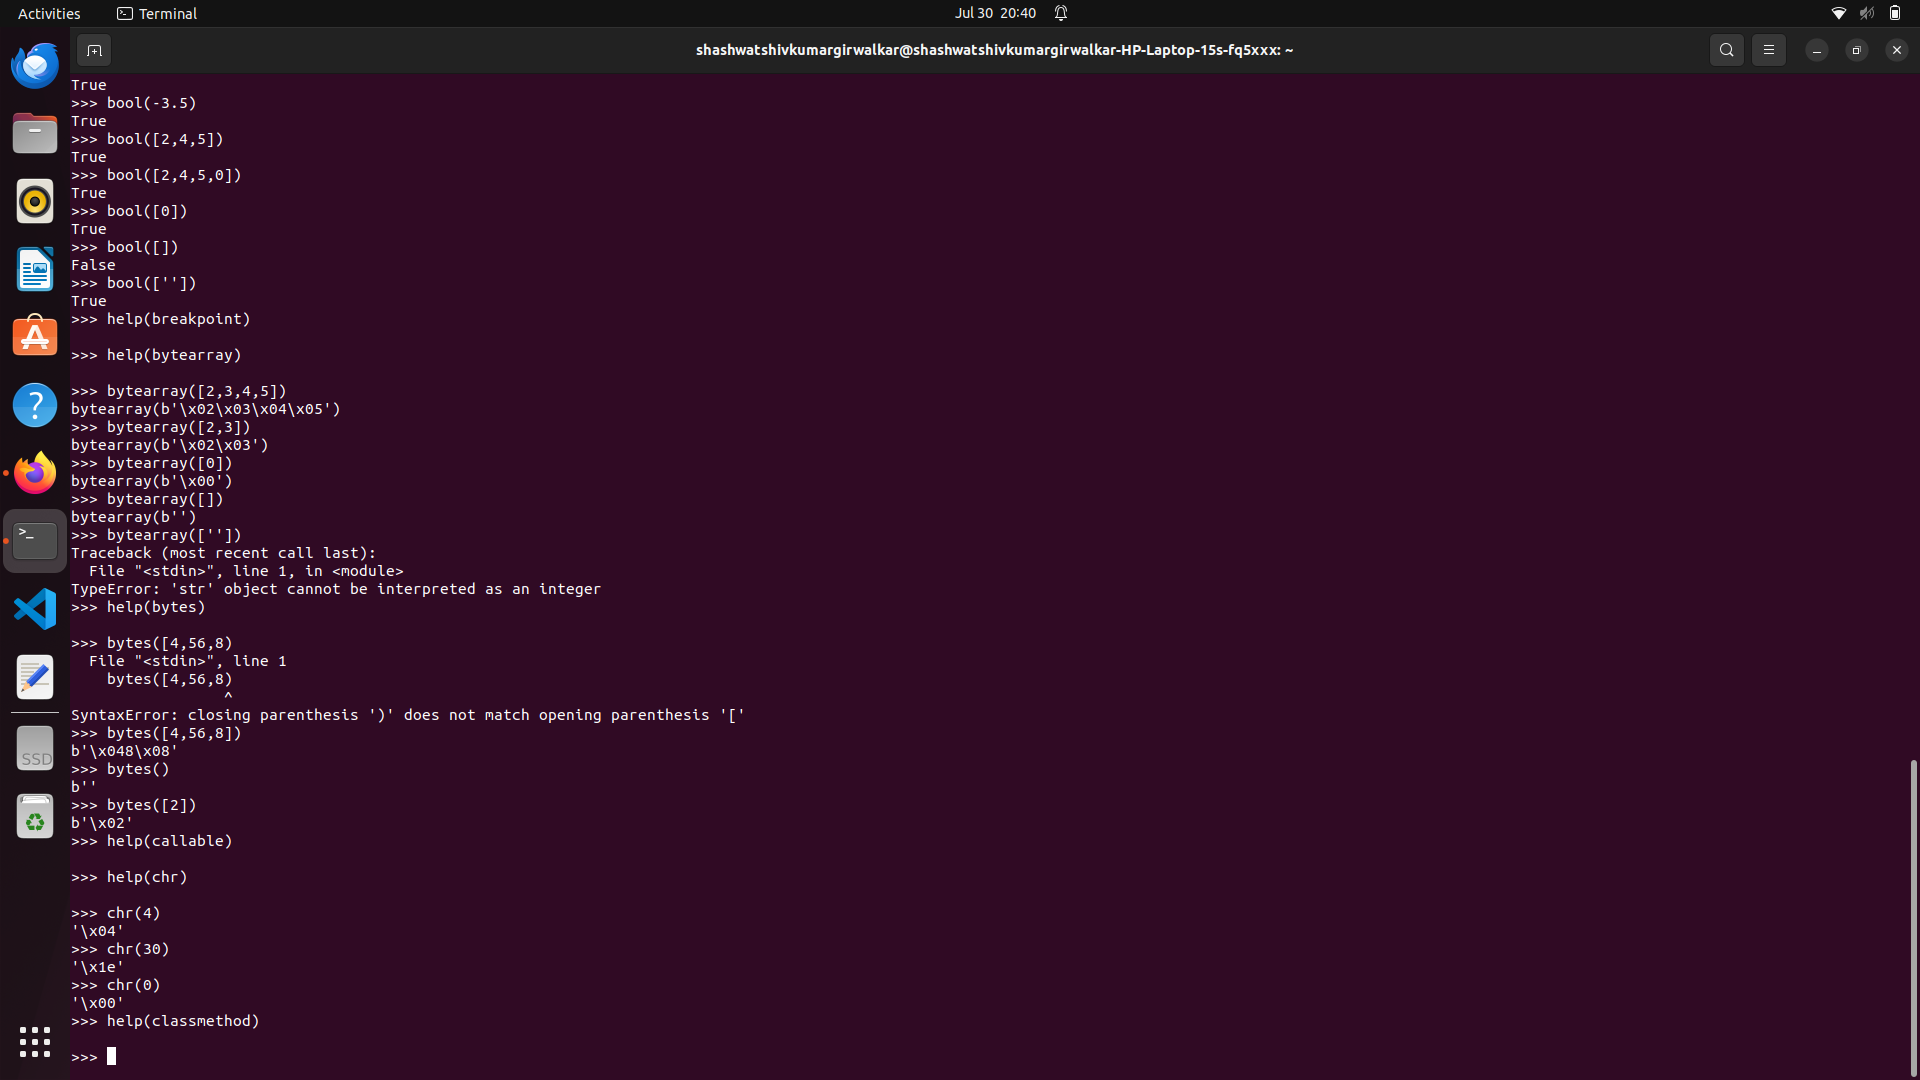 Activities
Terminal
Jul 30 20:40
shashwatshivkumargirwalkar@shashwatshivkumargirwalkar-HP-Laptop-15s-fq5xxx: ~
True
>>> bool(-3.5)
True
>>> bool([2,4,5])
True
>>> bool([2,4,5,0])
True
>>> bool([0])
True
>>> bool([])
False
>>> bool([''])
True
>>> help(breakpoint)
>>> help(bytearray)
>>> bytearray([2,3,4,5])
bytearray(b'\x02\x03\x04\x05')
>>> bytearray([2,3])
bytearray(b'\x02\x03')
>>> bytearray([0])
bytearray(b'\x00')
>>> bytearray([])
bytearray(b'')
>>> bytearray([''])
Traceback (most recent call last):
  File "<stdin>", line 1, in <module>
TypeError: 'str' object cannot be interpreted as an integer
>>> help(bytes)
>>> bytes([4,56,8)
  File "<stdin>", line 1
    bytes([4,56,8)
                 ^
SyntaxError: closing parenthesis ')' does not match opening parenthesis '['
>>> bytes([4,56,8])
b'\x048\x08'
>>> bytes()
b''
>>> bytes([2])
b'\x02'
>>> help(callable)
>>> help(chr)
>>> chr(4)
'\x04'
>>> chr(30)
'\x1e'
>>> chr(0)
'\x00'
>>> help(classmethod)
>>>
SSD